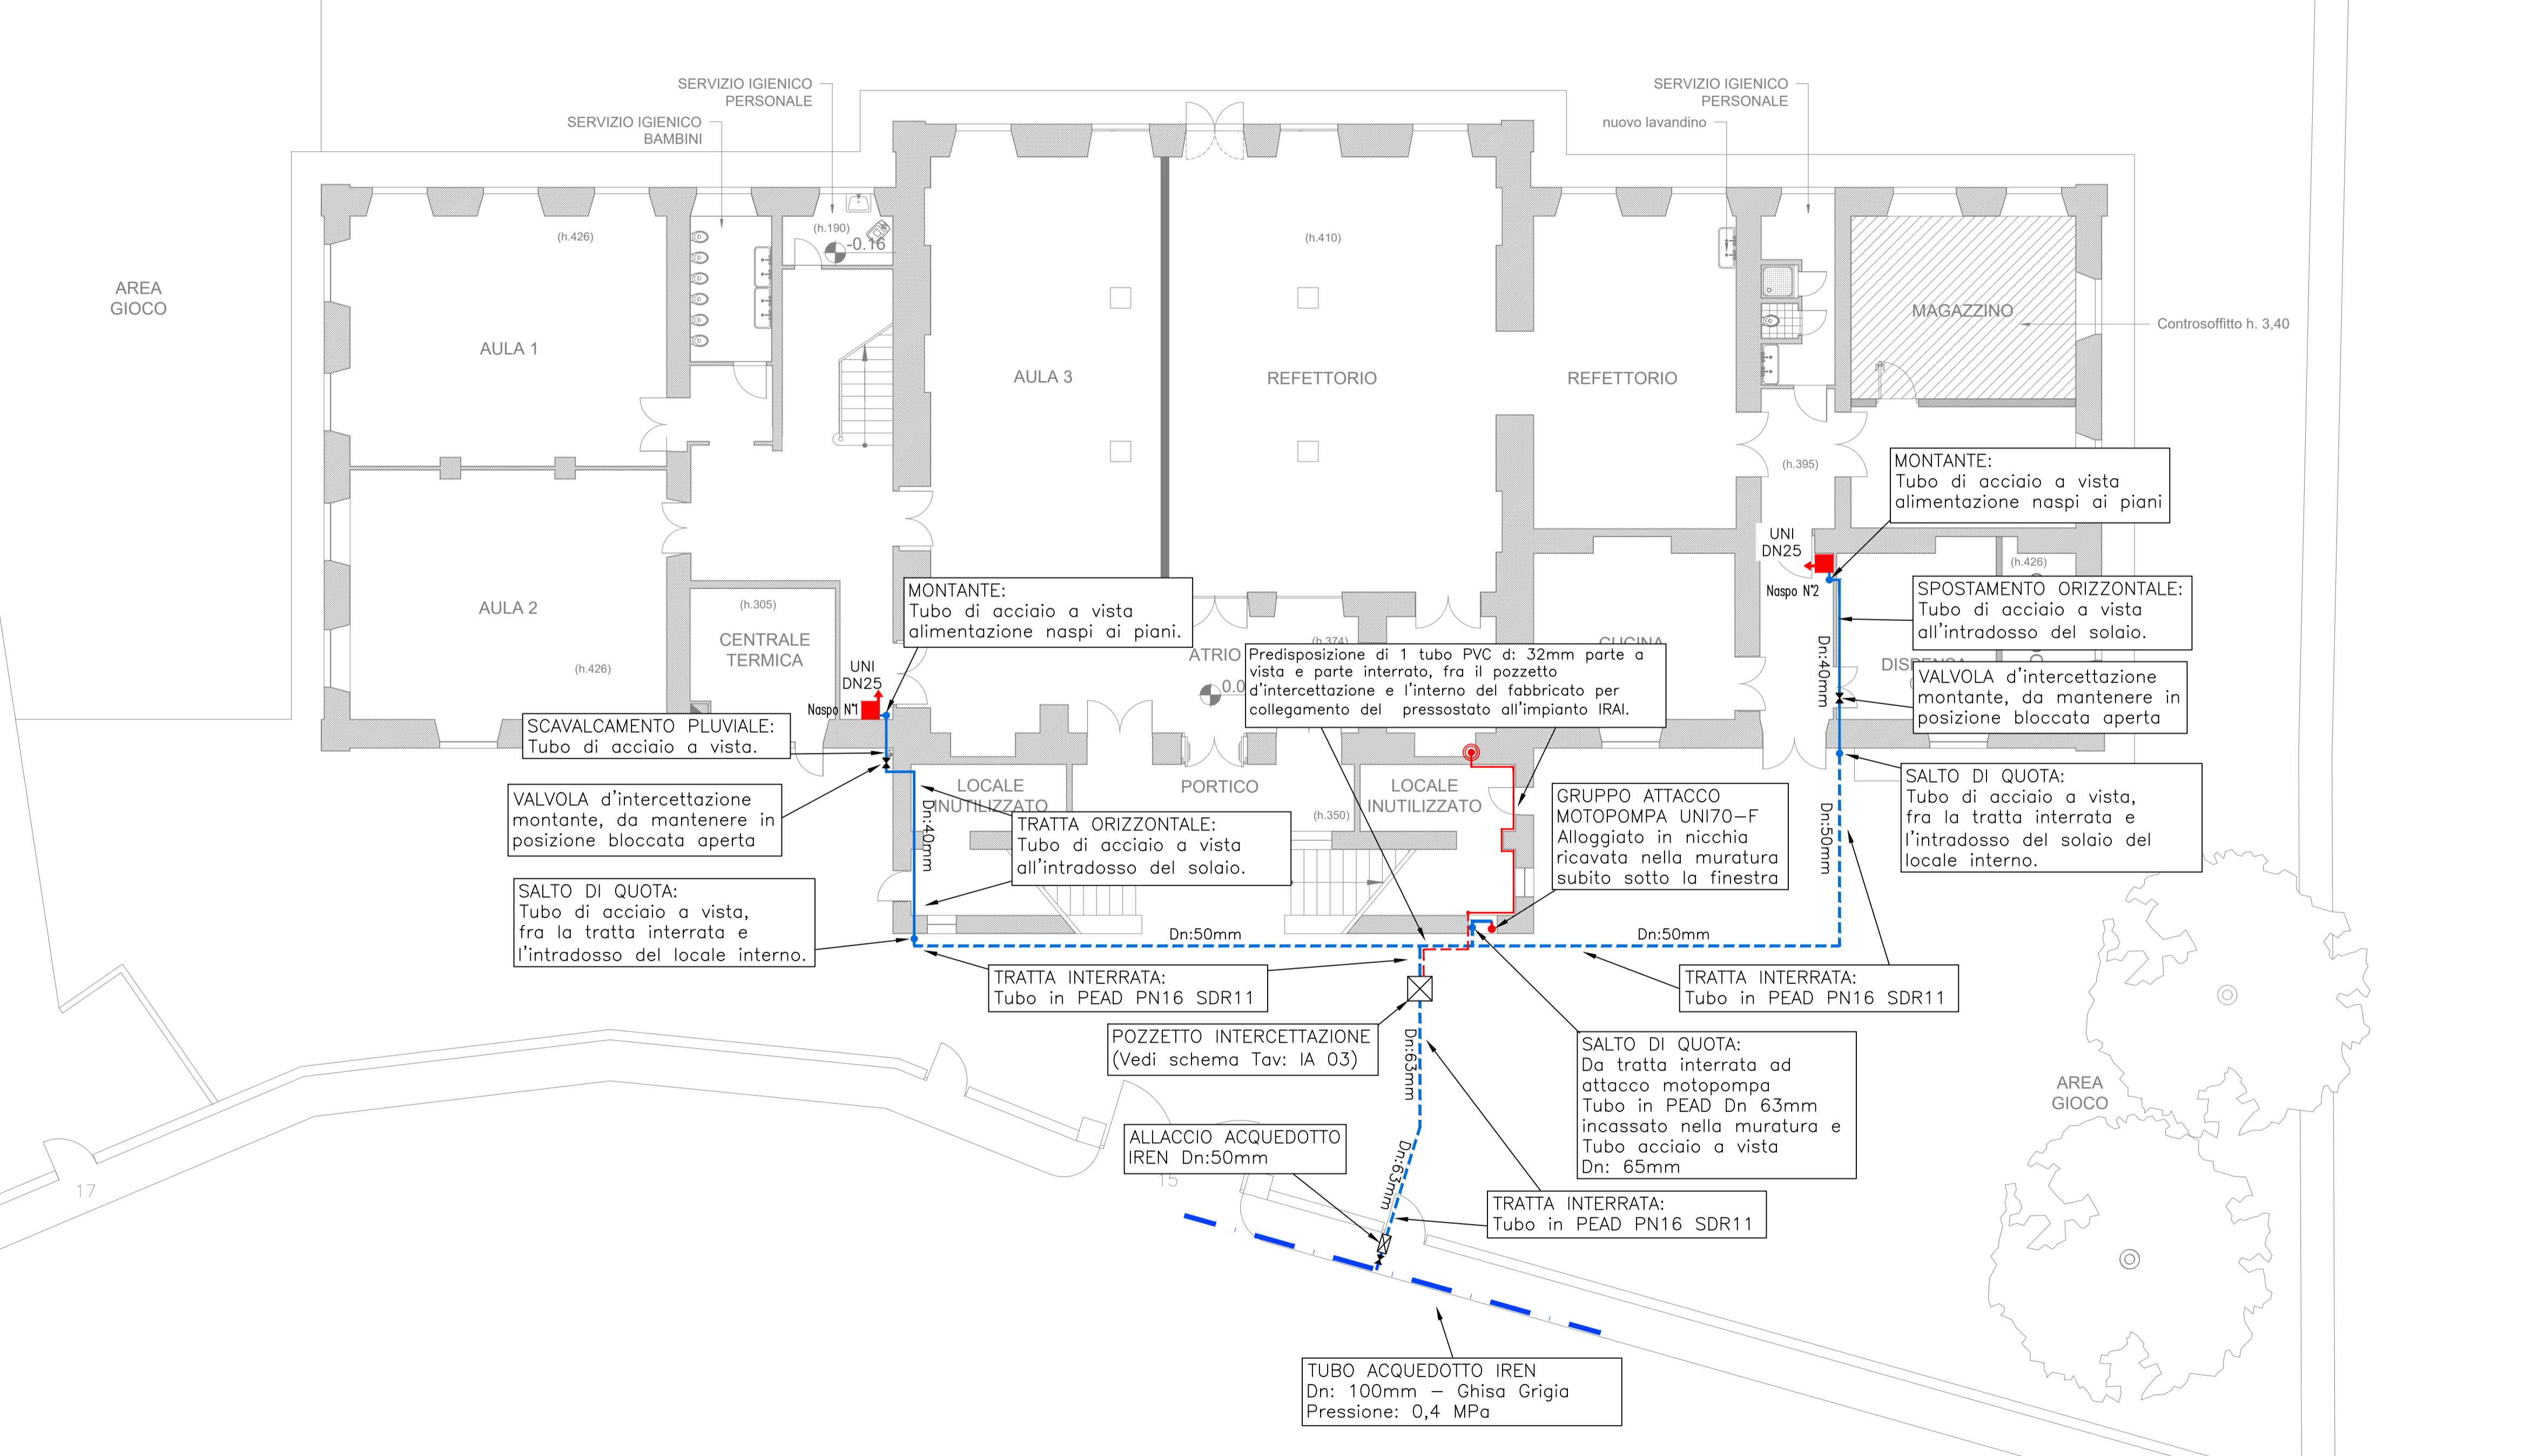 SERVIZIO IGIENICO
PERSONALE
SERVIZIO IGIENICO
BAMBINI
SERVIZIO IGIENICO
PERSONALE
nuovo lavandino
(h.426)
(h.190)
-0.16
(h.410)
AREA
GIOCO
AULA 1
AULA 3
REFETTORIO
REFETTORIO
MAGAZZINO
Controsoffitto h. 3,40
(h.395)
MONTANTE:
Tubo di acciaio a vista
alimentazione naspi ai piani
UNI
DN25
Naspo N°2
(h.426)
SPOSTAMENTO ORIZZONTALE:
Tubo di acciaio a vista
all'intradosso del solaio.
AULA 2
(h.305)
CENTRALE
TERMICA
(h.426)
MONTANTE:
Tubo di acciaio a vista
alimentazione naspi ai piani.
UNI
DN25
Naspo N°1
ATRIO
(h.374)
CUCINA
Predisposizione di 1 tubo PVC d: 32mm parte a
vista e parte interrato, fra il pozzetto
d'intercettazione e l'interno del fabbricato per
collegamento del pressostato all'impianto IRAI.
0.0
Dn:40mm
VALVOLA d'intercettazione
montante, da mantenere in
posizione bloccata aperta
SCAVALCAMENTO PLUVIALE:
Tubo di acciaio a vista.
VALVOLA d'intercettazione
montante, da mantenere in
posizione bloccata aperta
LOCALE
INUTILIZZATO
PORTICO
LOCALE
INUTILIZZATO
(h.350)
Dn:40mm
TRATTA ORIZZONTALE:
Tubo di acciaio a vista
all'intradosso del solaio.
GRUPPO ATTACCO
MOTOPOMPA UNI70-F
Alloggiato in nicchia
ricavata nella muratura
subito sotto la finestra
Dn:50mm
SALTO DI QUOTA:
Tubo di acciaio a vista,
fra la tratta interrata e
l'intradosso del solaio del
locale interno.
SALTO DI QUOTA:
Tubo di acciaio a vista,
fra la tratta interrata e
l'intradosso del locale interno.
Dn:50mm
Dn:50mm
TRATTA INTERRATA:
Tubo in PEAD PN16 SDR11
TRATTA INTERRATA:
Tubo in PEAD PN16 SDR11
POZZETTO INTERCETTAZIONE
(Vedi schema Tav: IA 03)
Dn:63mm
SALTO DI QUOTA:
Da tratta interrata ad
attacco motopompa
Tubo in PEAD Dn 63mm
incassato nella muratura e
Tubo acciaio a vista
Dn: 65mm
AREA
GIOCO
ALLACCIO ACQUEDOTTO
IREN Dn:50mm
Dn:63mm
17
15
TRATTA INTERRATA:
Tubo in PEAD PN16 SDR11
TUBO ACQUEDOTTO IREN
Dn: 100mm – Ghisa Grigia
Pressione: 0,4 MPa